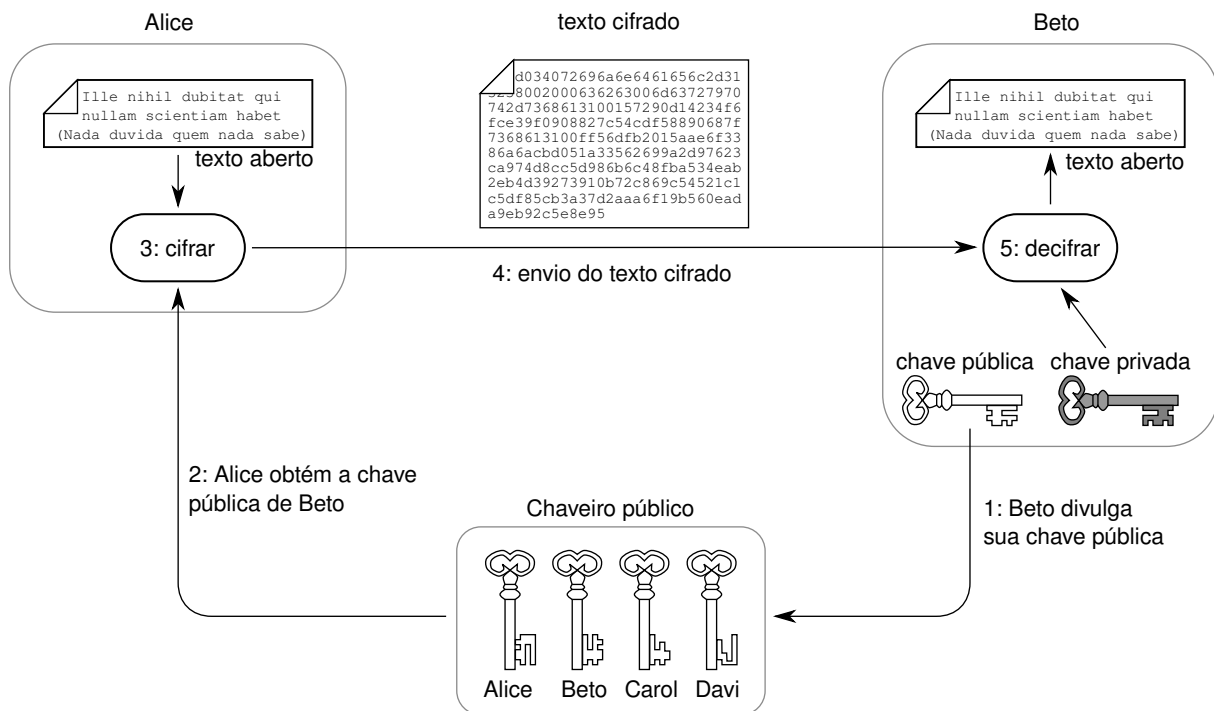 Alice
texto cifrado
Beto
Ille nihil dubitat qui
nullam scientiam habet
(Nada duvida quem nada sabe)
texto aberto
3: cifrar
d034072696a6e6461656c2d31
3238002000636263006d63727970
742d7368613100157290d14234f6
fce39f0908827c54cdf58890687f
7368613100ff56dfb2015aae6f33
86a6acbd051a33562699a2d97623
ca974d8cc5d986b6c48fba534eab
2eb4d39273910b72c869c54521c1
c5df85cb3a37d2aaa6f19b560ead
a9eb92c5e8e95
4: envio do texto cifrado
Ille nihil dubitat qui
nullam scientiam habet
(Nada duvida quem nada sabe)
texto aberto
5: decifrar
chave pública
chave privada
2: Alice obtém a chave
pública de Beto
1: Beto divulga
sua chave pública
Chaveiro público
Alice
Beto
Carol
Davi